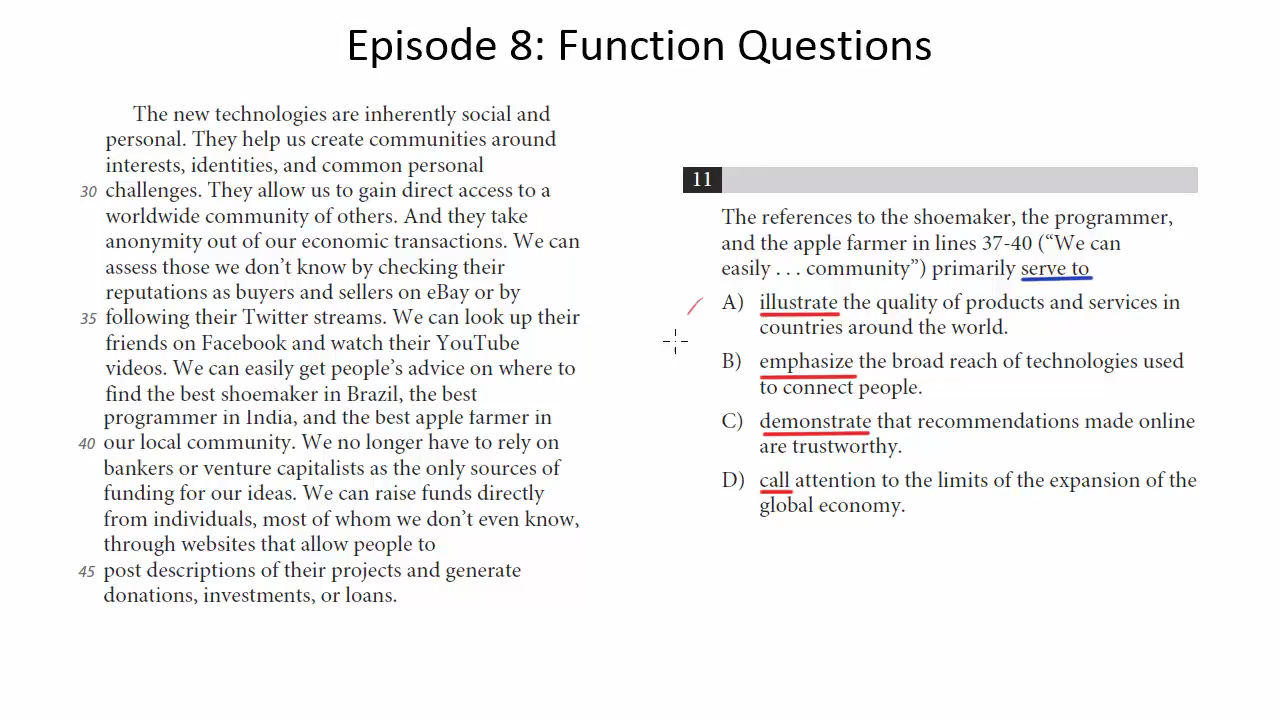 Episode 8: Function Questions
The new technologies are inherently social and
personal. They help us create communities around
interests, identities, and common personal
30 challenges. They allow us to gain direct access to a
worldwide community of others. And they take
anonymity out of our economic transactions. We can
assess those we don’t know by checking their
reputations as buyers and sellers on eBay or by
35 following their Twitter streams. We can look up their
friends on Facebook and watch their YouTube
videos. We can easily get people’s advice on where to
find the best shoemaker in Brazil, the best
programmer in India, and the best apple farmer in
40 our local community. We no longer have to rely on
bankers or venture capitalists as the only sources of
funding for our ideas. We can raise funds directly
from individuals, most of whom we don’t even know,
through websites that allow people to
45 post descriptions of their projects and generate
donations, investments, or loans.
11
The references to the shoemaker, the programmer,
and the apple farmer in lines 37-40 (“We can
easily . . . community”) primarily serve to
A) illustrate the quality of products and services in
countries around the world.
B) emphasize the broad reach of technologies used
to connect people.
C) demonstrate that recommendations made online
are trustworthy.
D) call attention to the limits of the expansion of the
global economy.